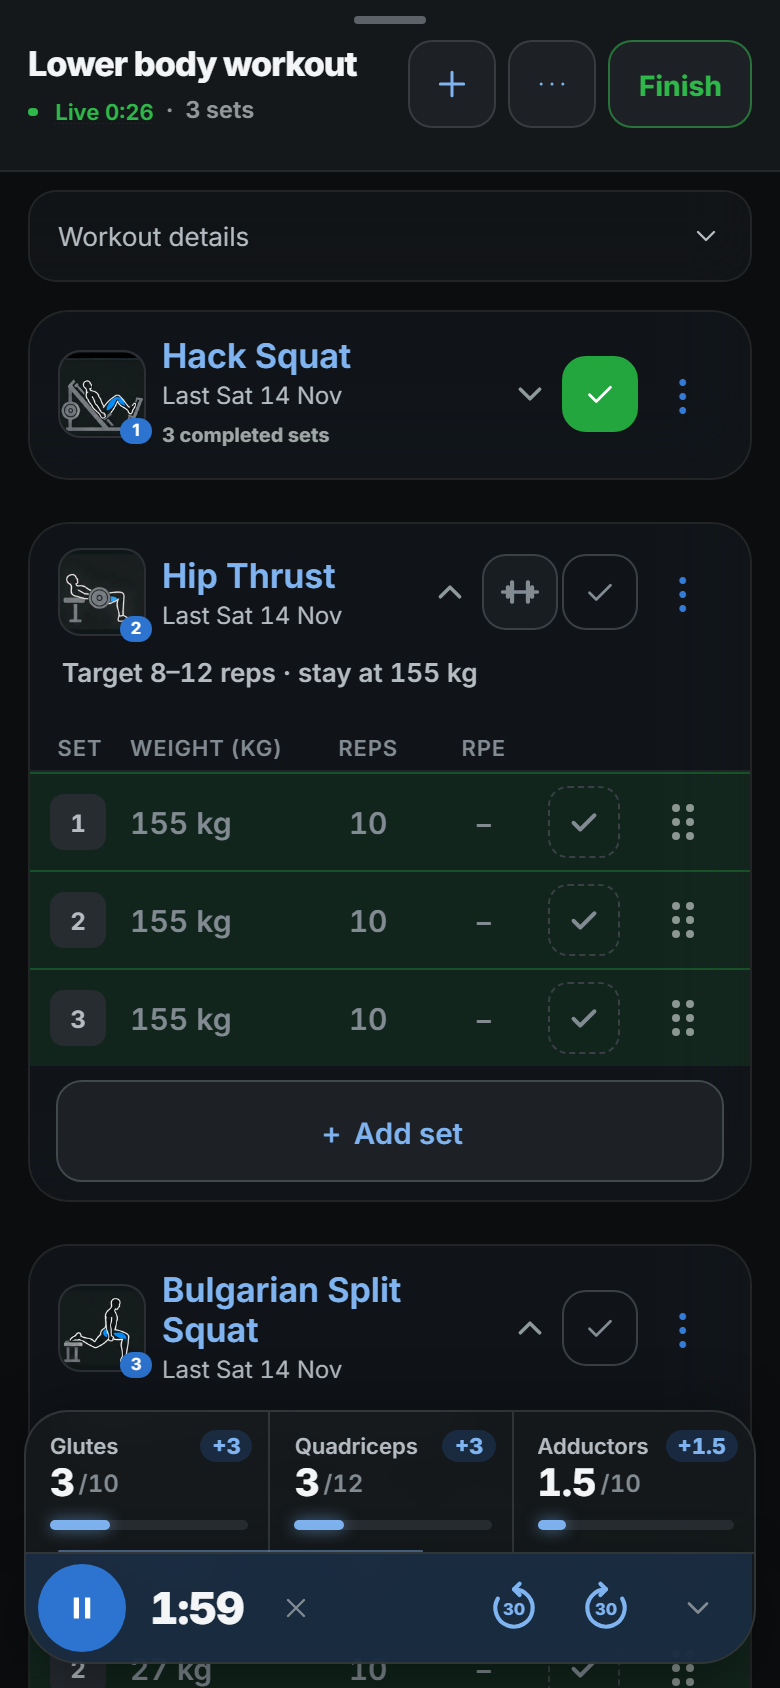 Lower body workout
Live 0:26 · 3 sets
+
...
Finish
Workout details
Hack Squat
Last Sat 14 Nov
1
3 completed sets
Hip Thrust
Last Sat 14 Nov
2
Target 8–12 reps · stay at 155 kg
SET WEIGHT (KG) REPS RPE
1 155 kg 10 –
2 155 kg 10 –
3 155 kg 10 –
+ Add set
Bulgarian Split
Squat
Last Sat 14 Nov
3
Glutes +3
3/10
Quadriceps +3
3/12
Adductors +1.5
1.5/10
1:59
30
30
2 27 kg 10 –